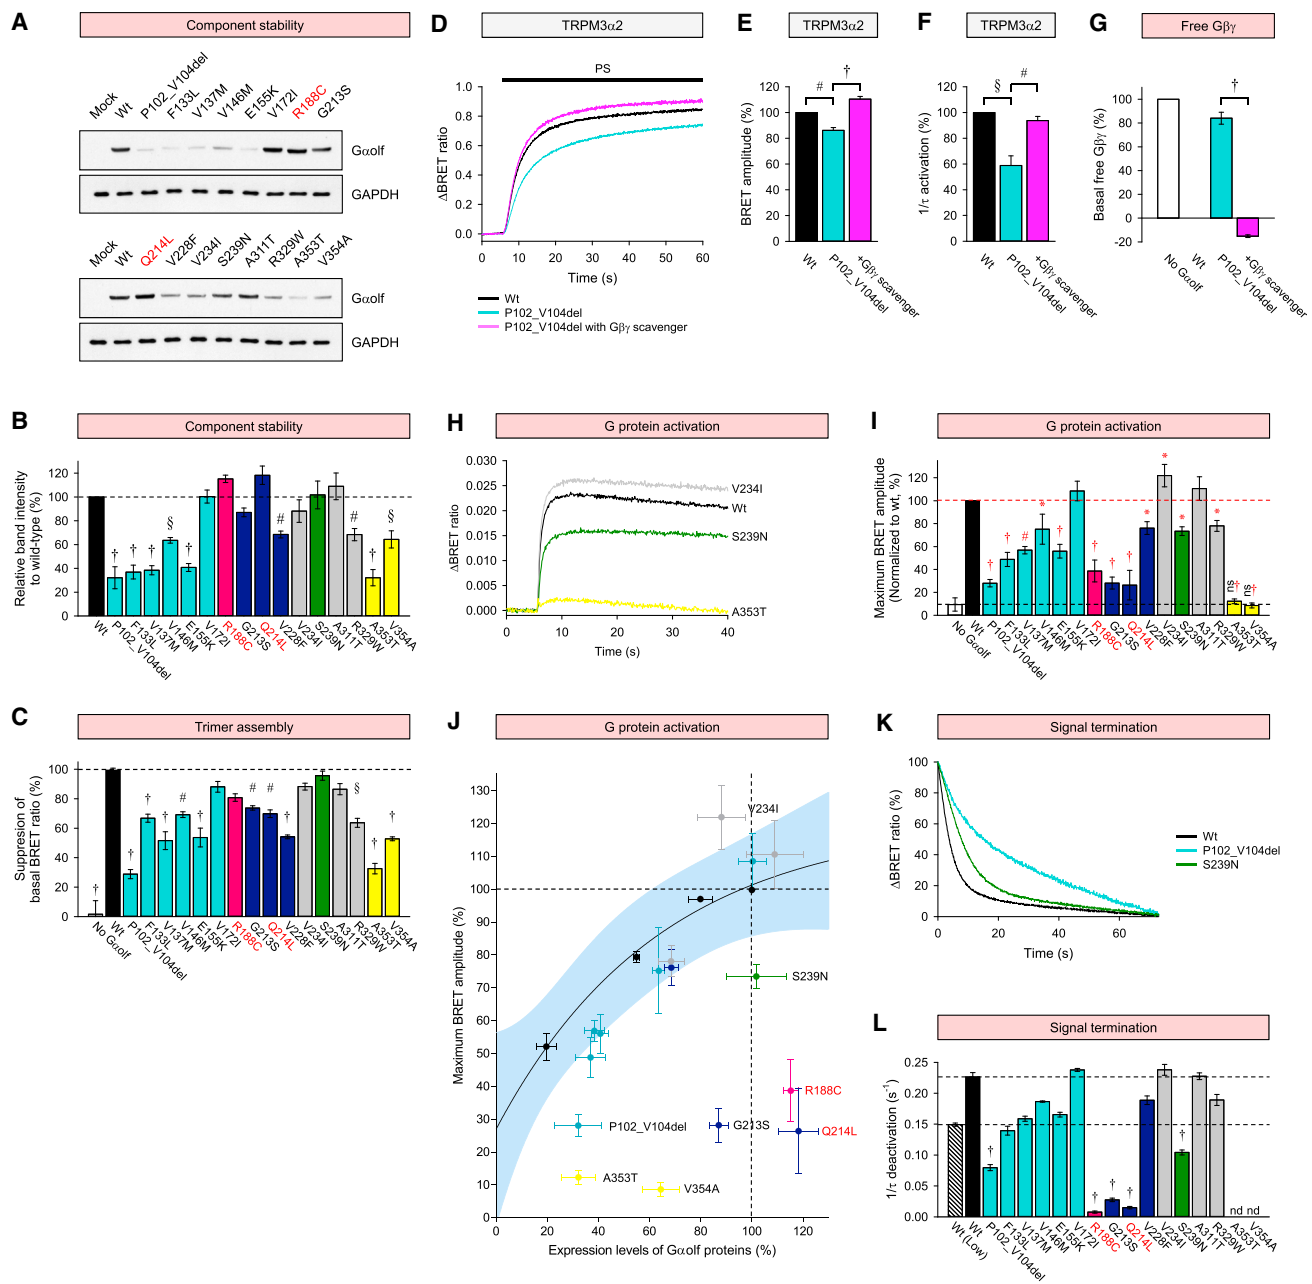 A
Component stability
Mock
Wt
P102_V104del
F133L
V137M
V146M
E155K
V172I
R188C
G213S
Gαolf
GAPDH
Mock
Wt
Q214L
V228F
V234I
S239N
A311T
R329W
A353T
V354A
Gαolf
GAPDH
D
TRPM3α2
PS
ΔBRET ratio
1.0
0.8
0.6
0.4
0.2
0.0
0 10 20 30 40 50 60
Time (s)
Wt
P102_V104del
P102_V104del with Gβγ scavenger
E
TRPM3α2
# †
BRET amplitude (%)
120
100
80
60
40
20
0
Wt
P102_V104del
+Gβγ scavenger
F
TRPM3α2
§ #
1/τ activation (%)
120
100
80
60
40
20
0
Wt
P102_V104del
+Gβγ scavenger
G
Free Gβγ
†
Basal free Gβγ (%)
100
80
60
40
20
0
-20
No Gαolf
Wt
P102_V104del
+Gβγ scavenger
B
Component stability
Relative band intensity
to wild-type (%)
120
100
80
60
40
20
0
† † † § † # # † §
Wt
P102_V104del
F133L
V137M
V146M
E155K
V172I
R188C
G213S
Q214L
V228F
V234I
S239N
A311T
R329W
A353T
V354A
H
G protein activation
ΔBRET ratio
0.030
0.025
0.020
0.015
0.010
0.005
0.000
0 10 20 30 40
Time (s)
V234I
Wt
S239N
A353T
I
G protein activation
Maximum BRET amplitude
(Normalized to wt, %)
120
100
80
60
40
20
0
† † # * † † † † * * * * ns† ns†
No Gαolf
Wt
P102_V104del
F133L
V137M
V146M
E155K
V172I
R188C
G213S
Q214L
V228F
V234I
S239N
A311T
R329W
A353T
V354A
C
Trimer assembly
Suppresion of
basal BRET ratio (%)
100
80
60
40
20
0
† † † † # † # # † § † †
No Gαolf
Wt
P102_V104del
F133L
V137M
V146M
E155K
V172I
R188C
G213S
Q214L
V228F
V234I
S239N
A311T
R329W
A353T
V354A
J
G protein activation
Maximum BRET amplitude (%)
130
120
110
100
90
80
70
60
50
40
30
20
10
0
0 20 40 60 80 100 120
Expression levels of Gαolf proteins (%)
V234I
S239N
R188C
P102_V104del
G213S
Q214L
A353T
V354A
K
Signal termination
ΔBRET ratio (%)
100
80
60
40
20
0
0 20 40 60
Time (s)
Wt
P102_V104del
S239N
L
Signal termination
1/τ deactivation (s-1)
0.25
0.20
0.15
0.10
0.05
0.00
† † † † † nd nd
Wt (Low)
Wt
P102_V104del
F133L
V137M
V146M
E155K
V172I
R188C
G213S
Q214L
V228F
V234I
S239N
A311T
R329W
A353T
V354A